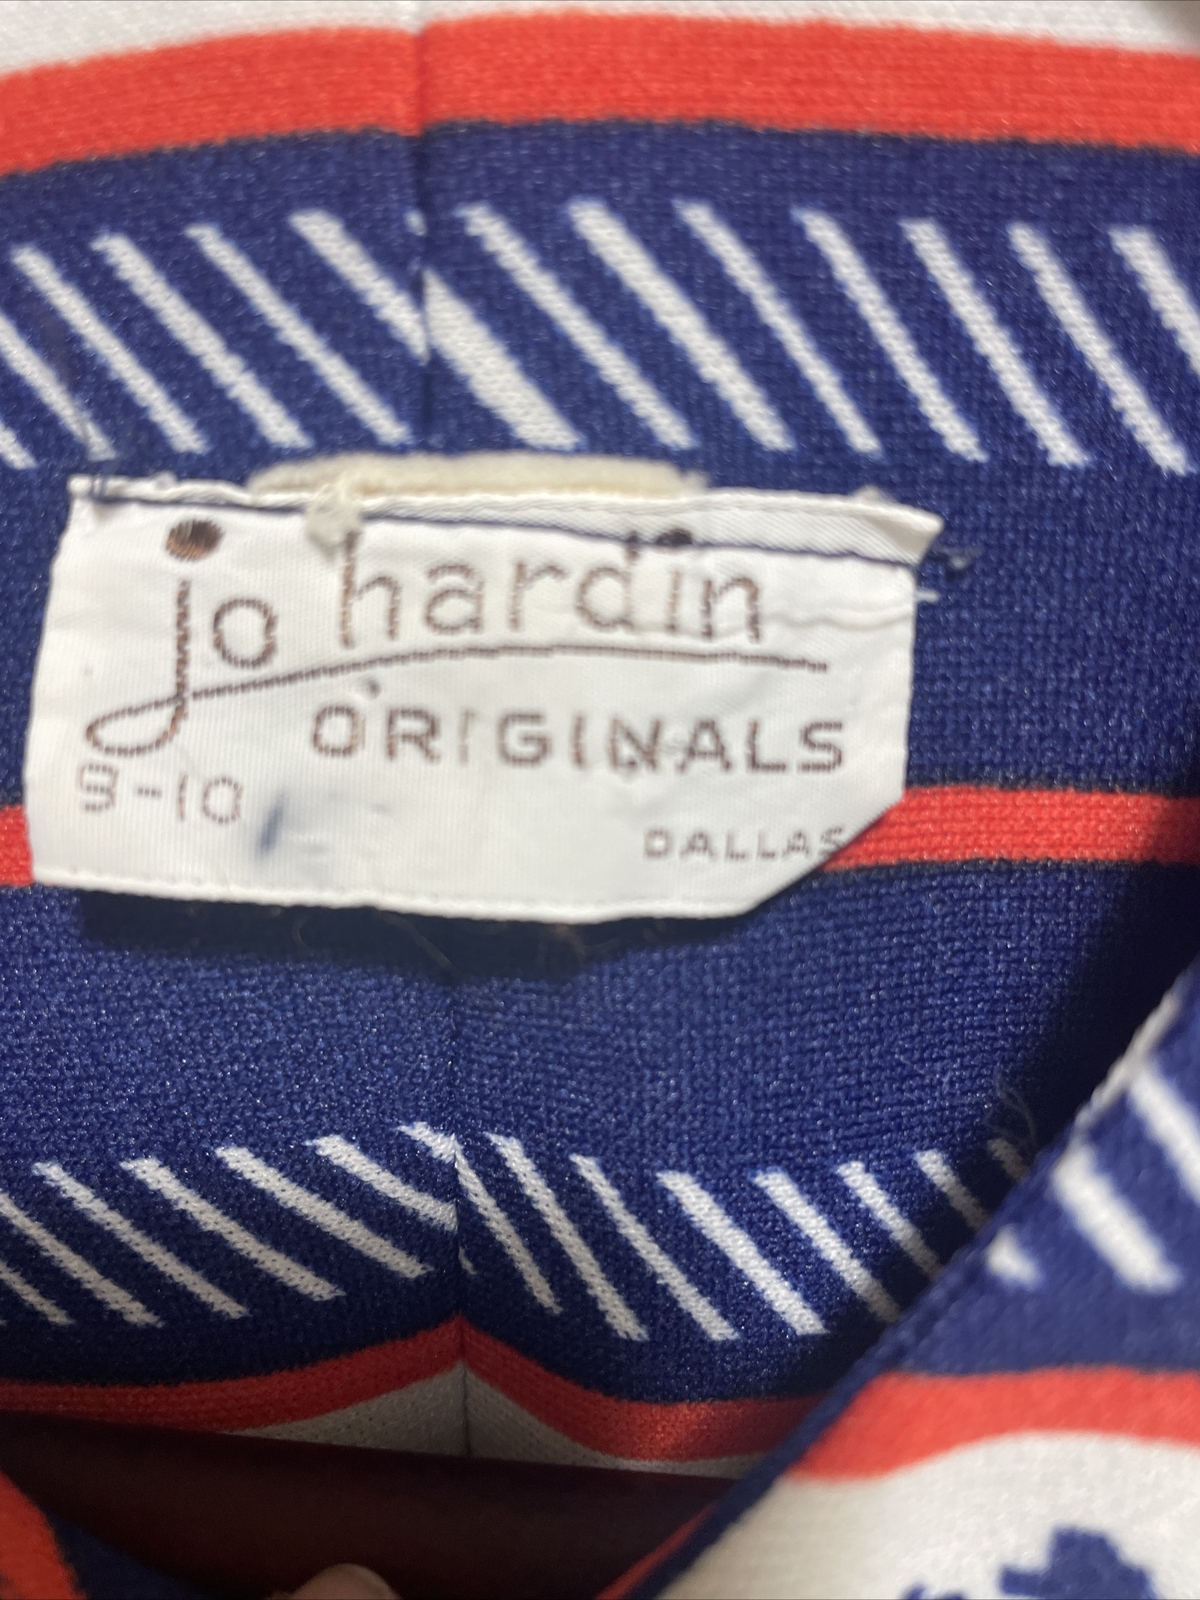 jo hardin
ORIGINALS
9-10
DALLAS